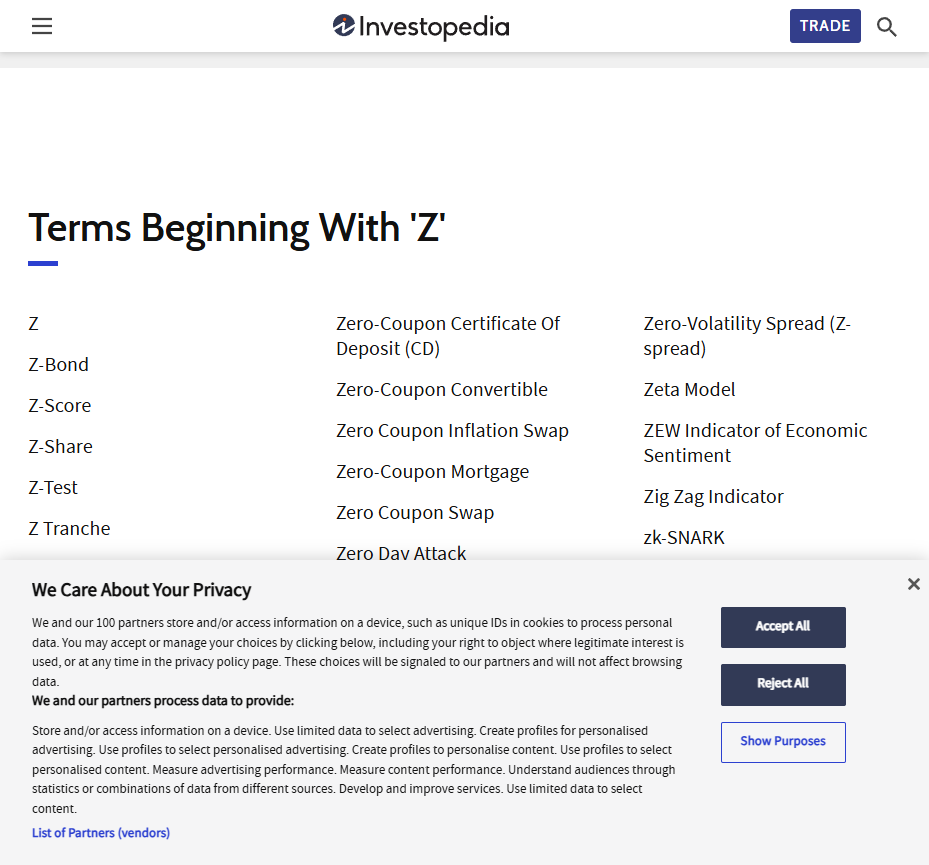 Investopedia
TRADE
Terms Beginning With 'Z'
Z
Z-Bond
Z-Score
Z-Share
Z-Test
Z Tranche
Zero-Coupon Certificate Of
Deposit (CD)
Zero-Coupon Convertible
Zero Coupon Inflation Swap
Zero-Coupon Mortgage
Zero Coupon Swap
Zero Day Attack
Zero-Volatility Spread (Z-
spread)
Zeta Model
ZEW Indicator of Economic
Sentiment
Zig Zag Indicator
zk-SNARK
We Care About Your Privacy
We and our 100 partners store and/or access information on a device, such as unique IDs in cookies to process personal
data. You may accept or manage your choices by clicking below, including your right to object where legitimate interest is
used, or at any time in the privacy policy page. These choices will be signaled to our partners and will not affect browsing
data.
We and our partners process data to provide:
Store and/or access information on a device. Use limited data to select advertising. Create profiles for personalised
advertising. Use profiles to select personalised advertising. Create profiles to personalise content. Use profiles to select
personalised content. Measure advertising performance. Measure content performance. Understand audiences through
statistics or combinations of data from different sources. Develop and improve services. Use limited data to select
content.
List of Partners (vendors)
Accept All
Reject All
Show Purposes